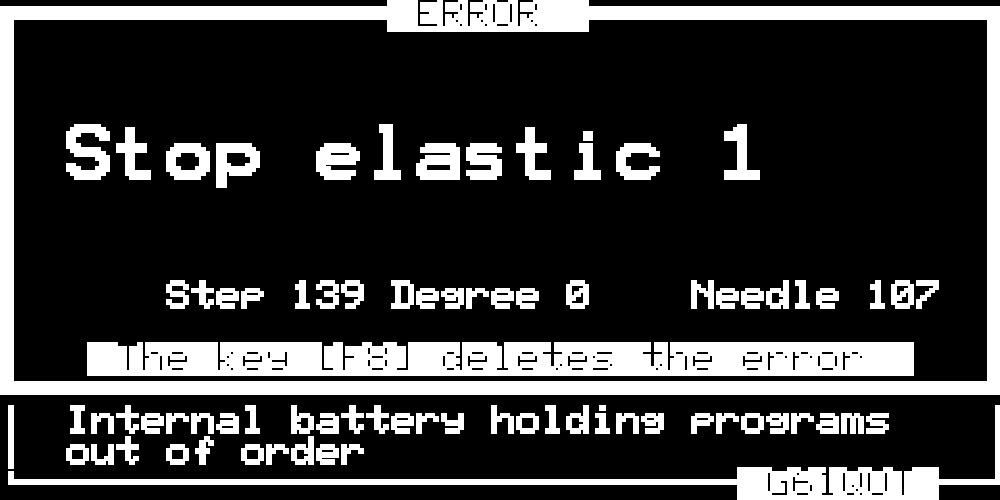 ERROR
Stop elastic 1
Step 139 Degree 0 Needle 107
The key [F8] deletes the error
Internal battery holding programs
out of order